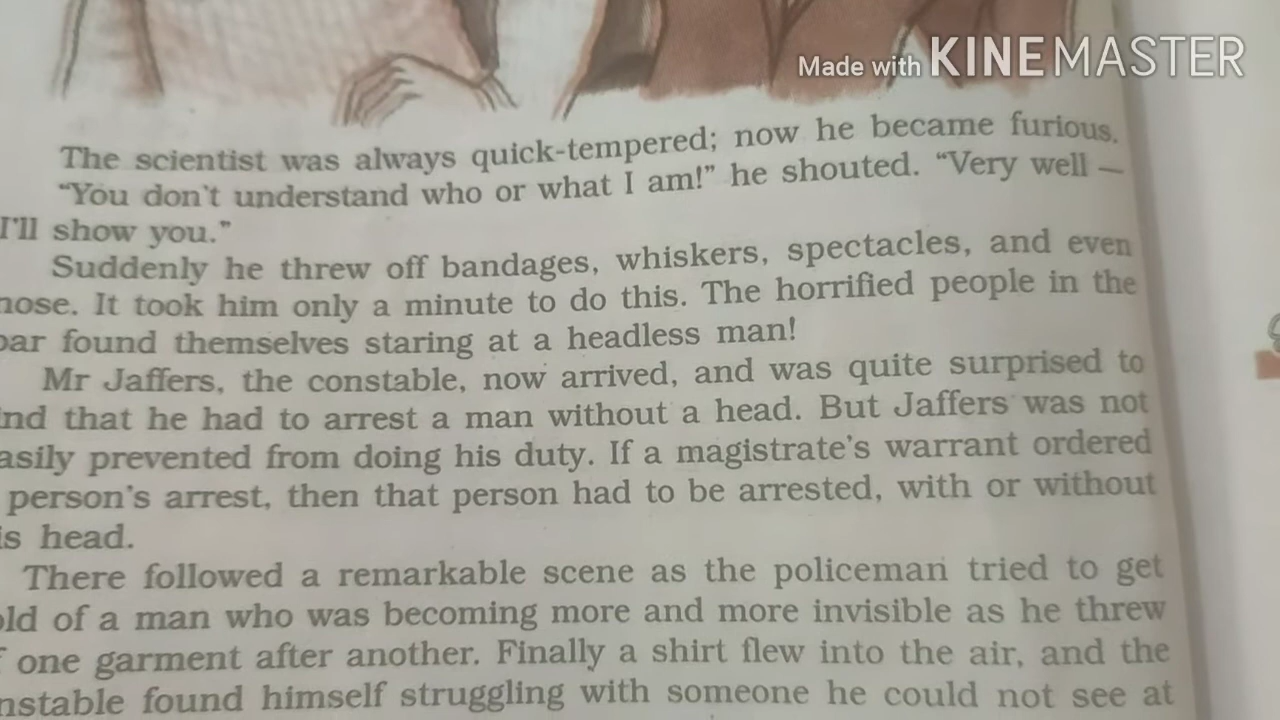 Made with KINEMASTER
The scientist was always quick-tempered; now he became furious.
“You don't understand who or what I am!” he shouted. “Very well —
I'll show you.”
Suddenly he threw off bandages, whiskers, spectacles, and even
nose. It took him only a minute to do this. The horrified people in the
bar found themselves staring at a headless man!
Mr Jaffers, the constable, now arrived, and was quite surprised to
ind that he had to arrest a man without a head. But Jaffers was not
asily prevented from doing his duty. If a magistrate's warrant ordered
person's arrest, then that person had to be arrested, with or without
is head.
There followed a remarkable scene as the policeman tried to get
old of a man who was becoming more and more invisible as he threw
one garment after another. Finally a shirt flew into the air, and the
nstable found himself struggling with someone he could not see at